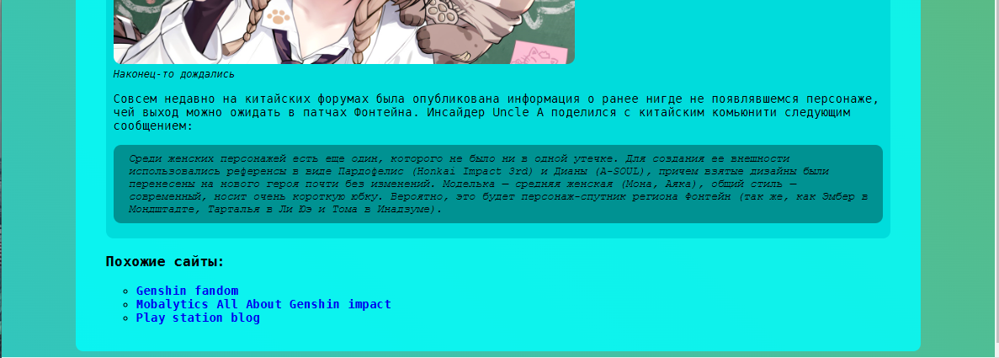 Наконец-то дождались
Совсем недавно на китайских форумах была опубликована информация о ранее нигде не появлявшемся персонаже,
чей выход можно ожидать в патчах Фонтейна. Инсайдер Uncle A поделился с китайским комьюнити следующим
сообщением:
Среди женских персонажей есть еще один, которого не было ни в одной утечке. Для создания ее внешности
использовались референсы в виде Пардофелис (Honkai Impact 3rd) и Дианы (A-SOUL), причем взятые дизайны были
перенесены на нового героя почти без изменений. Моделька — средняя женская (Мона, Аяка), общий стиль —
современный, носит очень короткую юбку. Вероятно, это будет персонаж-спутник региона Фонтейн (так же, как Эмбер в
Мондштадте, Тарталья в Ли Юэ и Тома в Инадзуме).
Похожие сайты:
Genshin fandom
Mobalytics All About Genshin impact
Play station blog